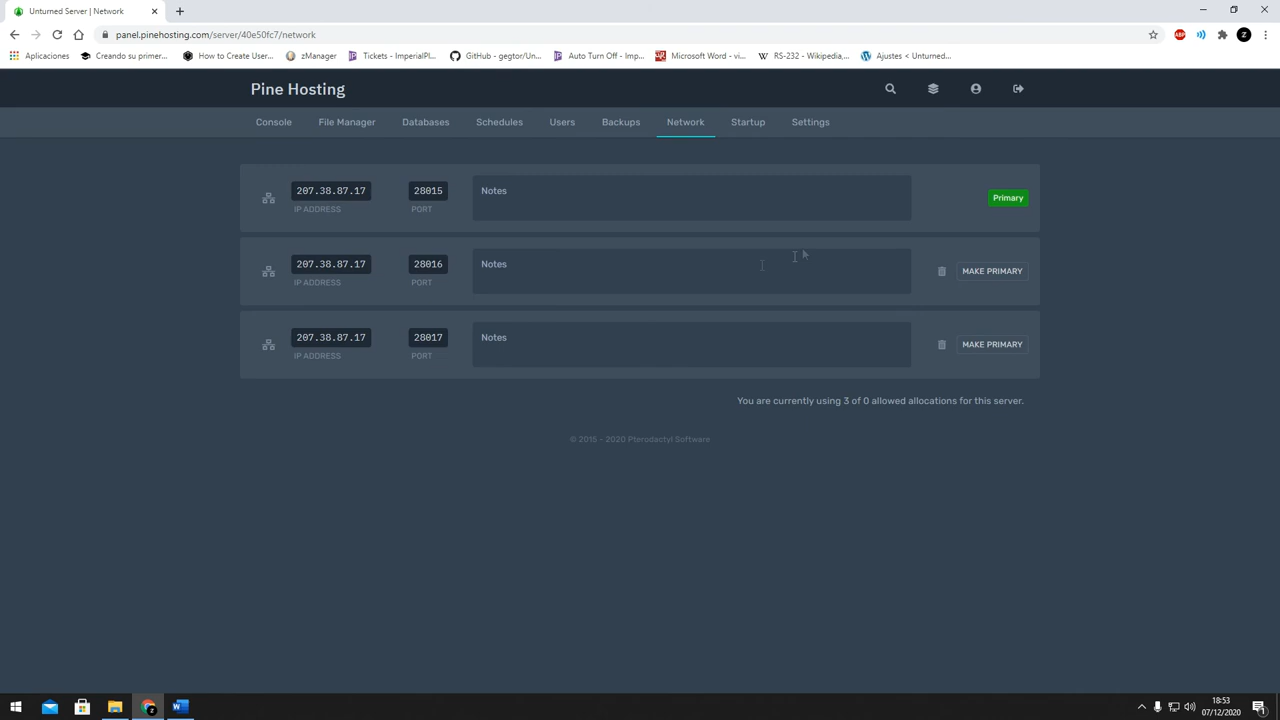 Unturned Server | Network
panel.pinehosting.com/server/40e50fc7/network
ABP
Z
Aplicaciones
Creando su primer...
How to Create User...
zManager
Tickets - ImperialPl...
GitHub - gegtor/Un...
Auto Turn Off - Imp...
Microsoft Word - vi...
RS-232 - Wikipedia,...
Ajustes < Unturned...
Pine Hosting
Console
File Manager
Databases
Schedules
Users
Backups
Network
Startup
Settings
207.38.87.17
IP ADDRESS
28015
PORT
Notes
Primary
207.38.87.17
IP ADDRESS
28016
PORT
Notes
MAKE PRIMARY
207.38.87.17
IP ADDRESS
28017
PORT
Notes
MAKE PRIMARY
You are currently using 3 of 0 allowed allocations for this server.
© 2015 - 2020 Pterodactyl Software
18:53
07/12/2020